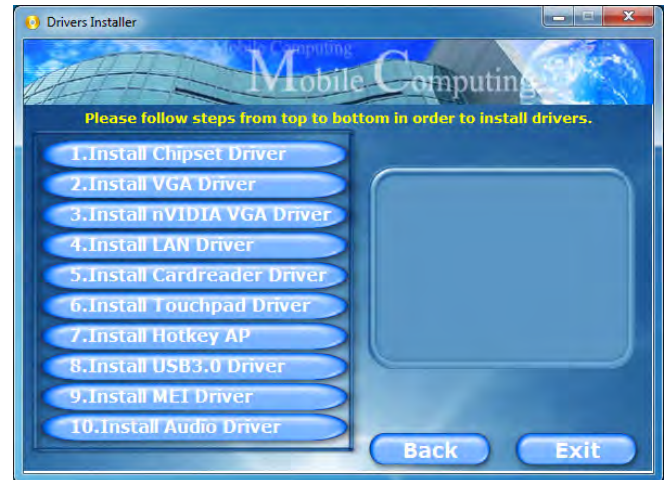 Drivers Installer
Mobile Computing
Mobile Computing
Please follow steps from top to bottom in order to install drivers.
1.Install Chipset Driver
2.Install VGA Driver
3.Install nVIDIA VGA Driver
4.Install LAN Driver
5.Install Cardreader Driver
6.Install Touchpad Driver
7.Install Hotkey AP
8.Install USB3.0 Driver
9.Install MEI Driver
10.Install Audio Driver
Back Exit